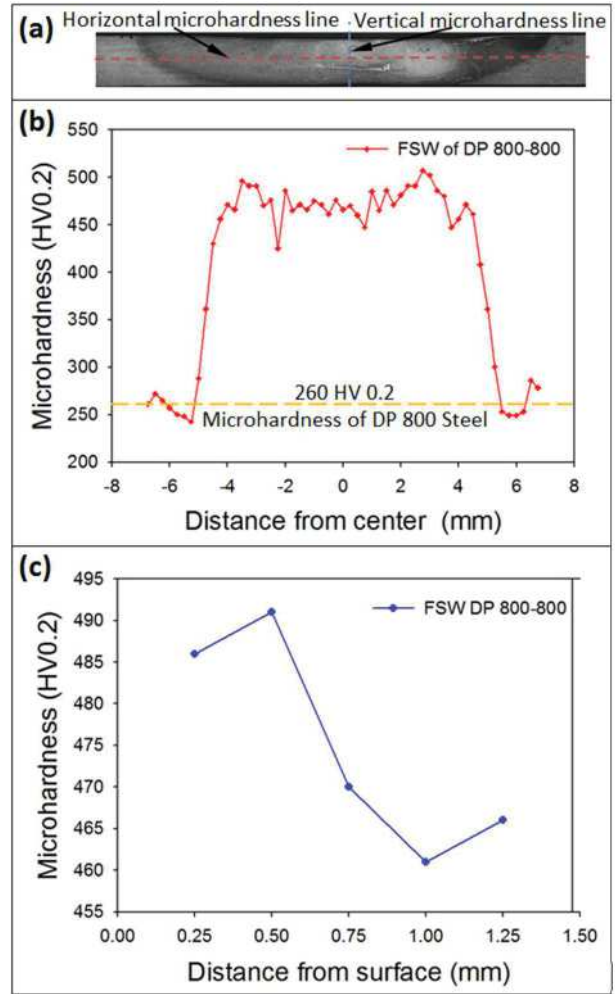 (a)
Horizontal microhardness line
Vertical microhardness line
(b)
550
500
450
400
350
300
250
200
Microhardness (HV0.2)
FSW of DP 800-800
260 HV 0.2
Microhardness of DP 800 Steel
-8 -6 -4 -2 0 2 4 6 8
Distance from center (mm)
(c)
495
490
485
480
475
470
465
460
455
Microhardness (HV0.2)
FSW DP 800-800
0.00 0.25 0.50 0.75 1.00 1.25 1.50
Distance from surface (mm)